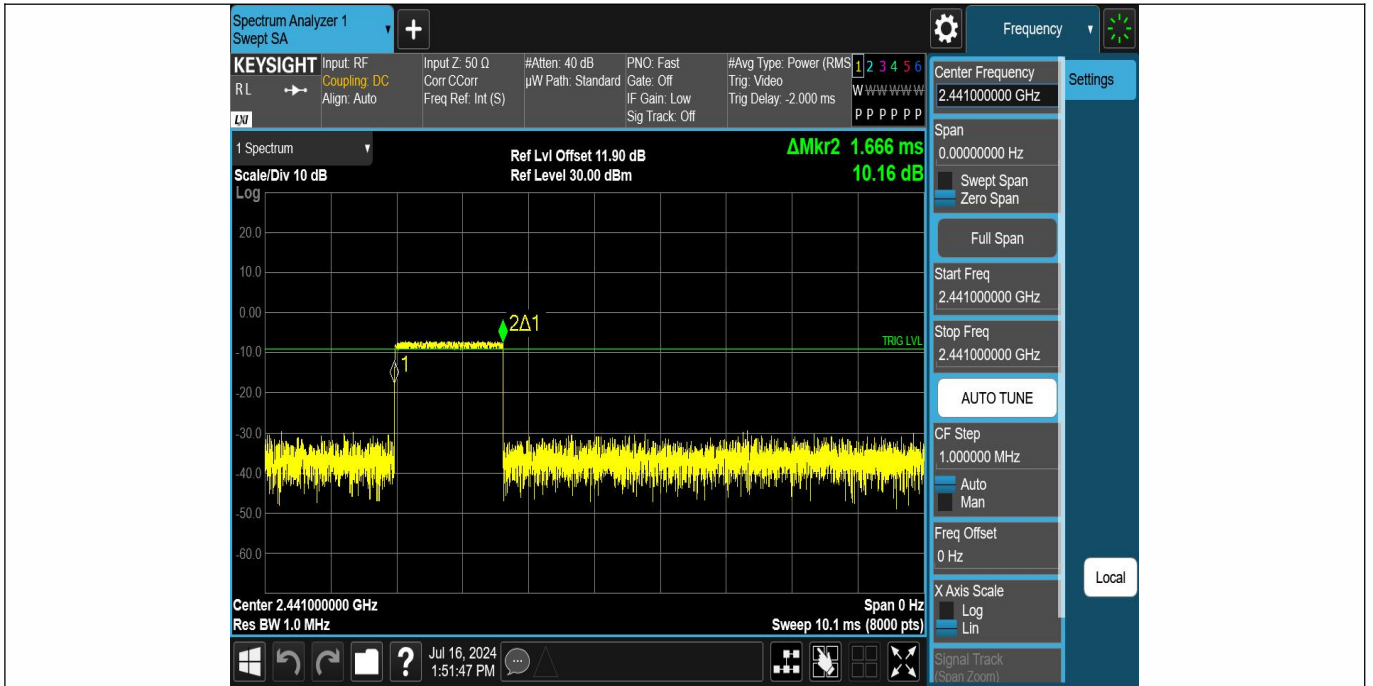 Spectrum Analyzer 1
Swept SA
+
Frequency
KEYSIGHT
RL
LXI
Input: RF
Coupling: DC
Align: Auto
Input Z: 50 Ω
Corr CCorr
Freq Ref: Int (S)
#Atten: 40 dB
µW Path: Standard
PNO: Fast
Gate: Off
IF Gain: Low
Sig Track: Off
#Avg Type: Power (RMS
Trig: Video
Trig Delay: -2.000 ms
1 2 3 4 5 6
W W W W W W
P P P P P P
1 Spectrum
Scale/Div 10 dB
Ref Lvl Offset 11.90 dB
Ref Level 30.00 dBm
ΔMkr2 1.666 ms
10.16 dB
Log
20.0
10.0
0.00
-10.0
-20.0
-30.0
-40.0
-50.0
-60.0
2Δ1
1
TRIG LVL
Center 2.441000000 GHz
Res BW 1.0 MHz
Span 0 Hz
Sweep 10.1 ms (8000 pts)
?
Jul 16, 2024
1:51:47 PM
Center Frequency
2.441000000 GHz
Settings
Span
0.00000000 Hz
Swept Span
Zero Span
Full Span
Start Freq
2.441000000 GHz
Stop Freq
2.441000000 GHz
AUTO TUNE
CF Step
1.000000 MHz
Auto
Man
Freq Offset
0 Hz
Local
X Axis Scale
Log
Lin
Signal Track
(Span Zoom)